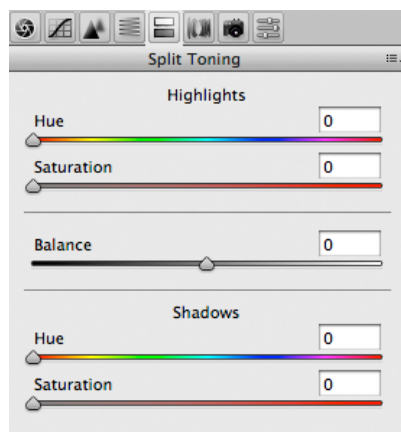 Split Toning
Highlights
Hue 0
Saturation 0
Balance 0
Shadows
Hue 0
Saturation 0